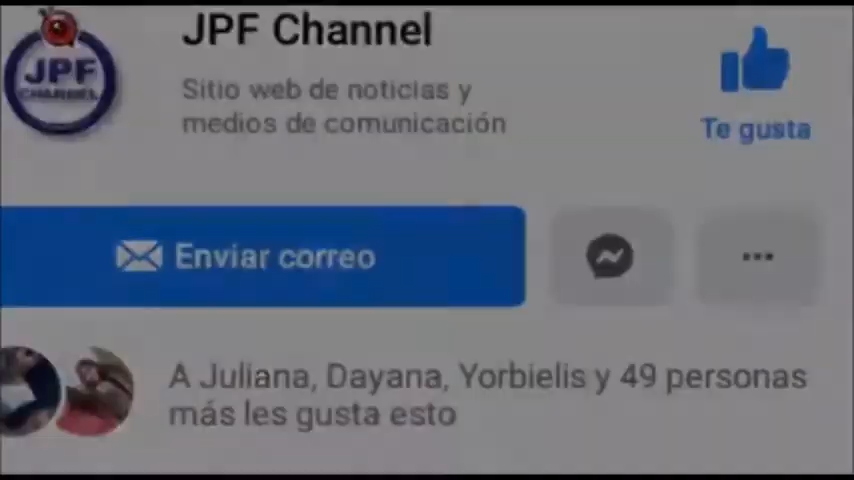 JPF Channel
JPF
CHANNEL
Sitio web de noticias y
medios de comunicación
Te gusta
Enviar correo
A Juliana, Dayana, Yorbielis y 49 personas
más les gusta esto